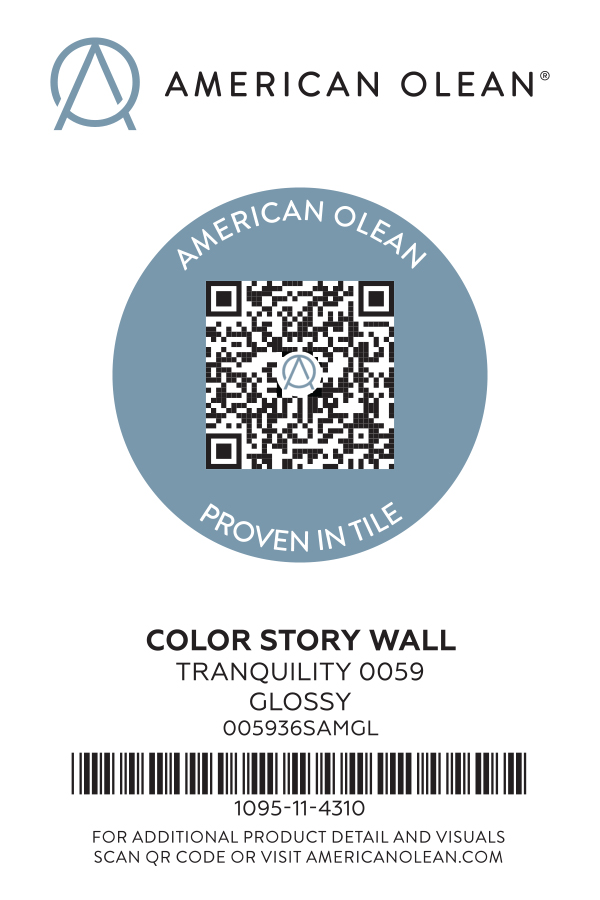 AMERICAN OLEAN®
AMERICAN OLEAN
PROVEN IN TILE
COLOR STORY WALL
TRANQUILITY 0059
GLOSSY
005936SAMGL
1095-11-4310
FOR ADDITIONAL PRODUCT DETAIL AND VISUALS
SCAN QR CODE OR VISIT AMERICANOLEAN.COM